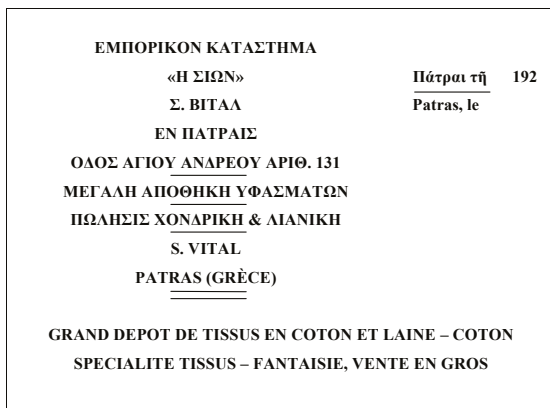 ΕΜΠΟΡΙΚΟΝ ΚΑΤΑΣΤΗΜΑ
«Η ΣΙΩΝ»
Σ. ΒΙΤΑΛ
ΕΝ ΠΑΤΡΑΙΣ
ΟΔΟΣ ΑΓΙΟΥ ΑΝΔΡΕΟΥ ΑΡΙΘ. 131
ΜΕΓΑΛΗ ΑΠΟΘΗΚΗ ΥΦΑΣΜΑΤΩΝ
ΠΩΛΗΣΙΣ ΧΟΝΔΡΙΚΗ & ΛΙΑΝΙΚΗ
S. VITAL
PATRAS (GRÈCE)
Πάτραι τῆ 192
Patras, le
GRAND DEPOT DE TISSUS EN COTON ET LAINE – COTON
SPECIALITE TISSUS – FANTAISIE, VENTE EN GROS